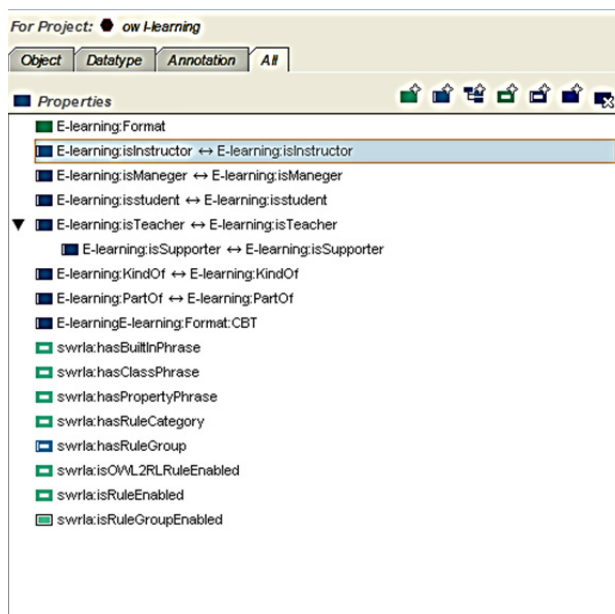 For Project: owl-learning
Object Datatype Annotation All
Properties
E-learning:Format
E-learning:isInstructor ↔ E-learning:isInstructor
E-learning:isManeger ↔ E-learning:isManeger
E-learning:isstudent ↔ E-learning:isstudent
E-learning:isTeacher ↔ E-learning:isTeacher
E-learning:isSupporter ↔ E-learning:isSupporter
E-learning:KindOf ↔ E-learning:KindOf
E-learning:PartOf ↔ E-learning:PartOf
E-learningE-learning:Format:CBT
swrla:hasBuiltInPhrase
swrla:hasClassPhrase
swrla:hasPropertyPhrase
swrla:hasRuleCategory
swrla:hasRuleGroup
swrla:isOWL2RLRuleEnabled
swrla:isRuleEnabled
swrla:isRuleGroupEnabled